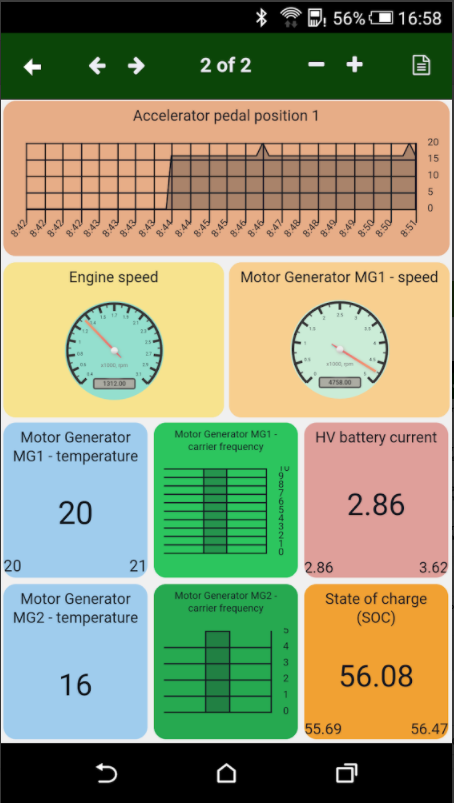 56% 16:58
2 of 2
Accelerator pedal position 1
20
15
10
5
0
8:42 8:42 8:42 8:42 8:43 8:43 8:43 8:44 8:44 8:45 8:45 8:46 8:46 8:47 8:48 8:48 8:49 8:49 8:50 8:50 8:51
Engine speed
x1000, rpm
1312.00
Motor Generator MG1 - speed
x1000, rpm
4758.00
Motor Generator
MG1 - temperature
20
20 21
Motor Generator MG1 -
carrier frequency
10
9
8
7
6
5
4
3
2
1
0
HV battery current
2.86
2.86 3.62
Motor Generator
MG2 - temperature
16
Motor Generator MG2 -
carrier frequency
5
4
3
2
1
0
State of charge
(SOC)
56.08
55.69 56.47